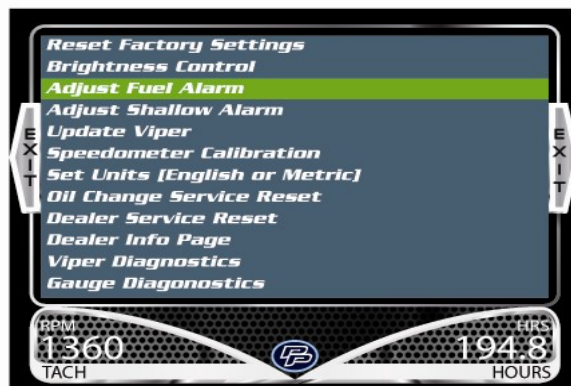 Reset Factory Settings
Brightness Control
Adjust Fuel Alarm
Adjust Shallow Alarm
Update Viper
Speedometer Calibration
Set Units [English or Metric]
Oil Change Service Reset
Dealer Service Reset
Dealer Info Page
Viper Diagnostics
Gauge Diagonostics
EXIT
EXIT
RPM
1360
TACH
HRS
194.8
HOURS
PP